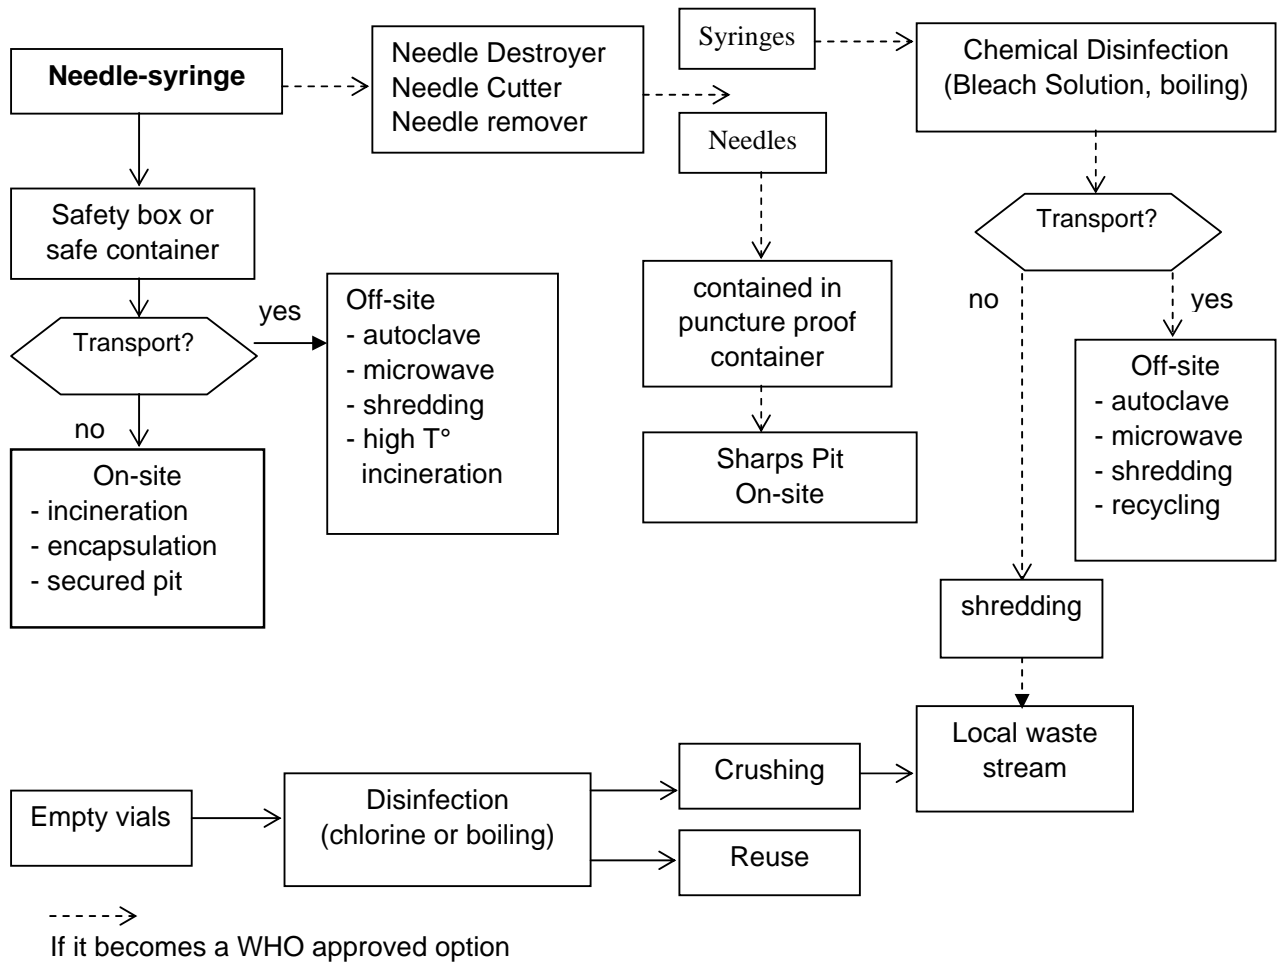 Needle-syringe
Needle Destroyer
Needle Cutter
Needle remover
Syringes
Needles
Chemical Disinfection
(Bleach Solution, boiling)
Safety box or
safe container
Transport?
yes
no
Off-site
- autoclave
- microwave
- shredding
- high T°
incineration
On-site
- incineration
- encapsulation
- secured pit
contained in
puncture proof
container
Sharps Pit
On-site
Transport?
no
yes
Off-site
- autoclave
- microwave
- shredding
- recycling
shredding
Local waste
stream
Empty vials
Disinfection
(chlorine or boiling)
Crushing
Reuse
If it becomes a WHO approved option